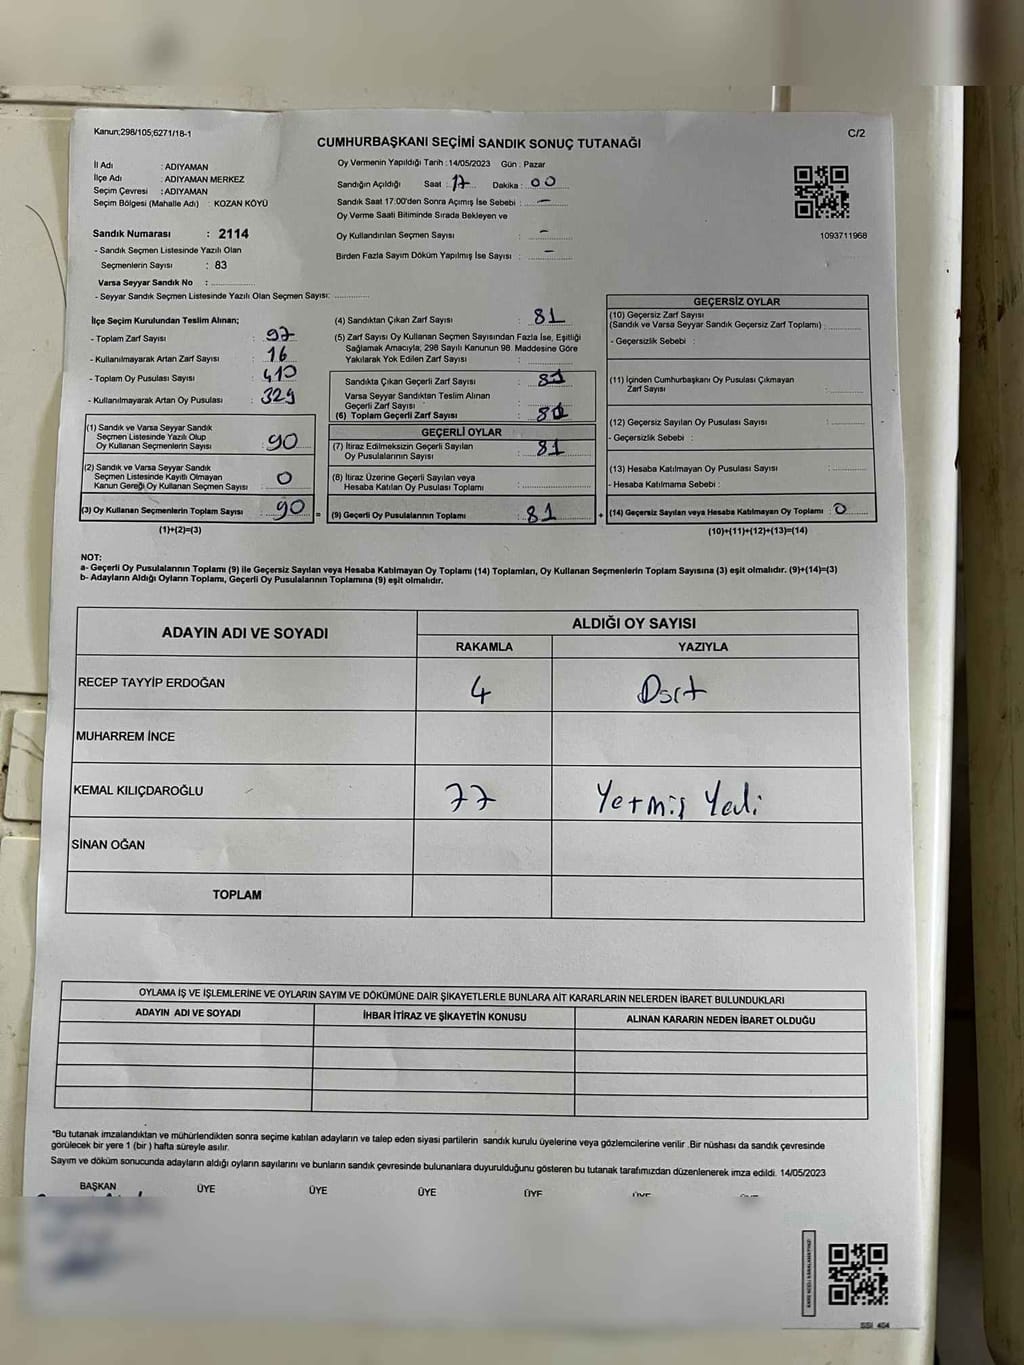 Kanun;298/105;6271/18-1
C/2
CUMHURBAŞKANI SEÇİMİ SANDIK SONUÇ TUTANAĞI
İl Adı : ADIYAMAN
İlçe Adı : ADIYAMAN MERKEZ
Seçim Çevresi : ADIYAMAN
Seçim Bölgesi (Mahalle Adı) : KOZAN KÖYÜ
Sandık Numarası : 2114
- Sandık Seçmen Listesinde Yazılı Olan
Seçmenlerin Sayısı : 83
Varsa Seyyar Sandık No :
- Seyyar Sandık Seçmen Listesinde Yazılı Olan Seçmen Sayısı:
Oy Vermenin Yapıldığı Tarih : 14/05/2023 Gün : Pazar
Sandığın Açıldığı Saat : 17 Dakika : 00
Sandık Saat 17:00'den Sonra Açımış İse Sebebi : -
Oy Verme Saati Bitiminde Sırada Bekleyen ve
Oy Kullandırılan Seçmen Sayısı : -
Birden Fazla Sayım Döküm Yapılmış İse Sayısı : -
1093711968
İlçe Seçim Kurulundan Teslim Alınan;
- Toplam Zarf Sayısı : 97
- Kullanılmayarak Artan Zarf Sayısı : 16
- Toplam Oy Pusulası Sayısı : 410
- Kullanılmayarak Artan Oy Pusulası : 329
(1) Sandık ve Varsa Seyyar Sandık
Seçmen Listesinde Yazılı Olup
Oy Kullanan Seçmenlerin Sayısı : 90
(2) Sandık ve Varsa Seyyar Sandık
Seçmen Listesinde Kayıtlı Olmayan
Kanun Gereği Oy Kullanan Seçmen Sayısı : 0
(3) Oy Kullanan Seçmenlerin Toplam Sayısı : 90 =
(1)+(2)=(3)
(4) Sandıktan Çıkan Zarf Sayısı : 81
(5) Zarf Sayısı Oy Kullanan Seçmen Sayısından Fazla İse, Eşitliği
Sağlamak Amacıyla, 298 Sayılı Kanunun 98. Maddesine Göre
Yakılarak Yok Edilen Zarf Sayısı :
Sandıkta Çıkan Geçerli Zarf Sayısı : 81
Varsa Seyyar Sandıktan Teslim Alınan
Geçerli Zarf Sayısı :
(6) Toplam Geçerli Zarf Sayısı : 81
GEÇERLİ OYLAR
(7) İtiraz Edilmeksizin Geçerli Sayılan
Oy Pusulalarının Sayısı : 81
(8) İtiraz Üzerine Geçerli Sayılan veya
Hesaba Katılan Oy Pusulası Toplamı :
(9) Geçerli Oy Pusulalarının Toplamı : 81 +
GEÇERSİZ OYLAR
(10) Geçersiz Zarf Sayısı
(Sandık ve Varsa Seyyar Sandık Geçersiz Zarf Toplamı)
- Geçersizlik Sebebi :
(11) İçinden Cumhurbaşkanı Oy Pusulası Çıkmayan
Zarf Sayısı :
(12) Geçersiz Sayılan Oy Pusulası Sayısı :
- Geçersizlik Sebebi :
(13) Hesaba Katılmayan Oy Pusulası Sayısı :
- Hesaba Katılmama Sebebi :
(14) Geçersiz Sayılan veya Hesaba Katılmayan Oy Toplamı : 0
(10)+(11)+(12)+(13)=(14)
NOT:
a- Geçerli Oy Pusulalarının Toplamı (9) ile Geçersiz Sayılan veya Hesaba Katılmayan Oy Toplamı (14) Toplamları, Oy Kullanan Seçmenlerin Toplam Sayısına (3) eşit olmalıdır. (9)+(14)=(3)
b- Adayların Aldığı Oyların Toplamı, Geçerli Oy Pusulalarının Toplamına (9) eşit olmalıdır.
ADAYIN ADI VE SOYADI
ALDIĞI OY SAYISI
RAKAMLA YAZIYLA
RECEP TAYYİP ERDOĞAN 4 Dört
MUHARREM İNCE
KEMAL KILIÇDAROĞLU 77 Yetmiş Yedi
SİNAN OĞAN
TOPLAM
OYLAMA İŞ VE İŞLEMLERİNE VE OYLARIN SAYIM VE DÖKÜMÜNE DAİR ŞİKAYETLERLE BUNLARA AİT KARARLARIN NELERDEN İBARET BULUNDUKLARI
ADAYIN ADI VE SOYADI İHBAR İTİRAZ VE ŞİKAYETİN KONUSU ALINAN KARARIN NEDEN İBARET OLDUĞU
*Bu tutanak imzalandıktan ve mühürlendikten sonra seçime katılan adayların ve talep eden siyasi partilerin sandık kurulu üyelerine veya gözlemcilerine verilir .Bir nüshası da sandık çevresinde
görülecek bir yere 1 (bir ) hafta süreyle asılır.
Sayım ve döküm sonucunda adayların aldığı oyların sayılarını ve bunların sandık çevresinde bulunanlara duyurulduğunu gösteren bu tutanak tarafımızdan düzenlenerek imza edildi. 14/05/2023
BAŞKAN ÜYE ÜYE ÜYE ÜYE ÜYE ÜYE
SSI_404